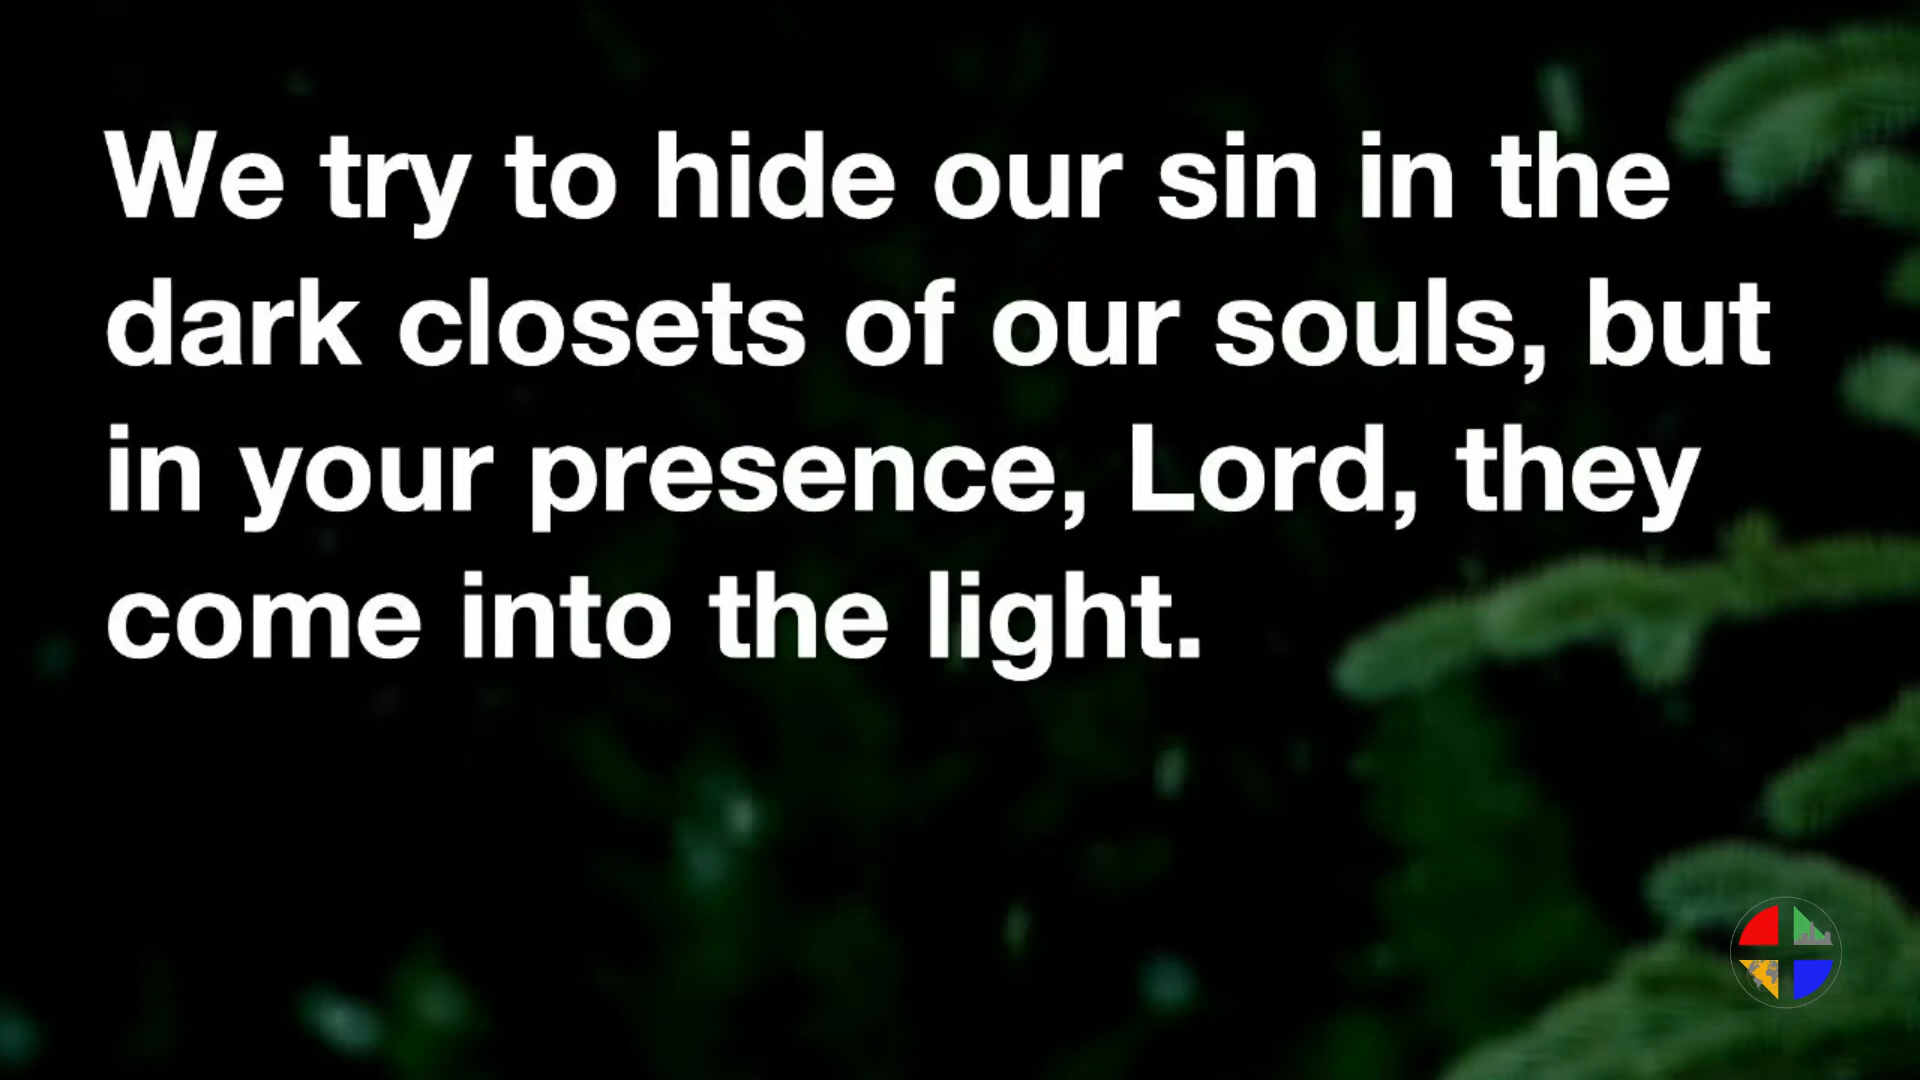 We try to hide our sin in the
dark closets of our souls, but
in your presence, Lord, they
come into the light.